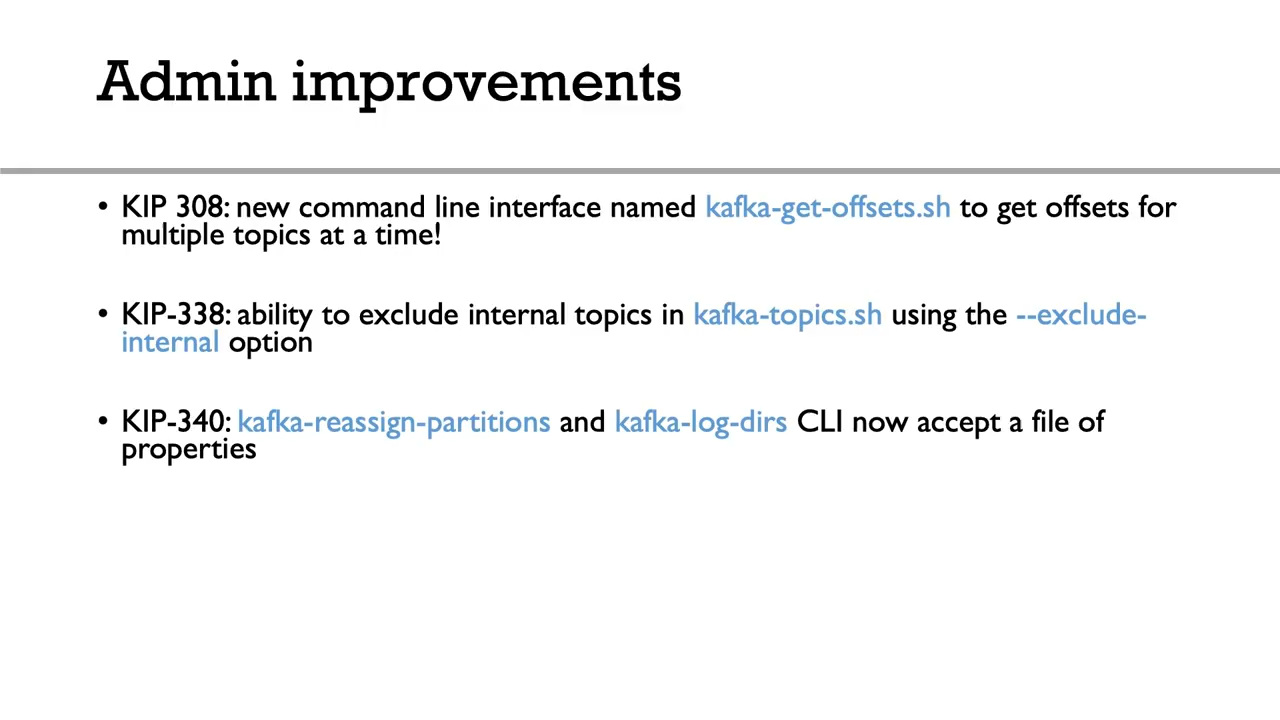 Admin improvements
• KIP 308: new command line interface named kafka-get-offsets.sh to get offsets for
multiple topics at a time!
• KIP-338: ability to exclude internal topics in kafka-topics.sh using the --exclude-
internal option
• KIP-340: kafka-reassign-partitions and kafka-log-dirs CLI now accept a file of
properties